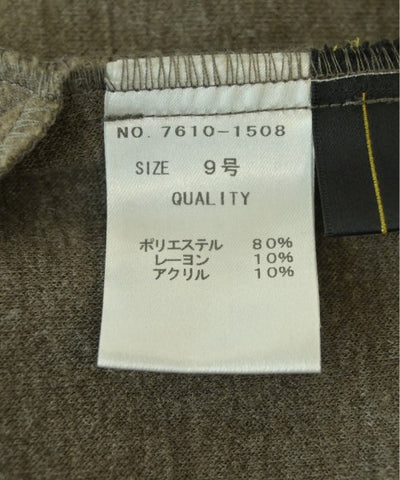 NO. 7610-1508
SIZE 9号
QUALITY
ポリエステル 80%
レーヨン 10%
アクリル 10%